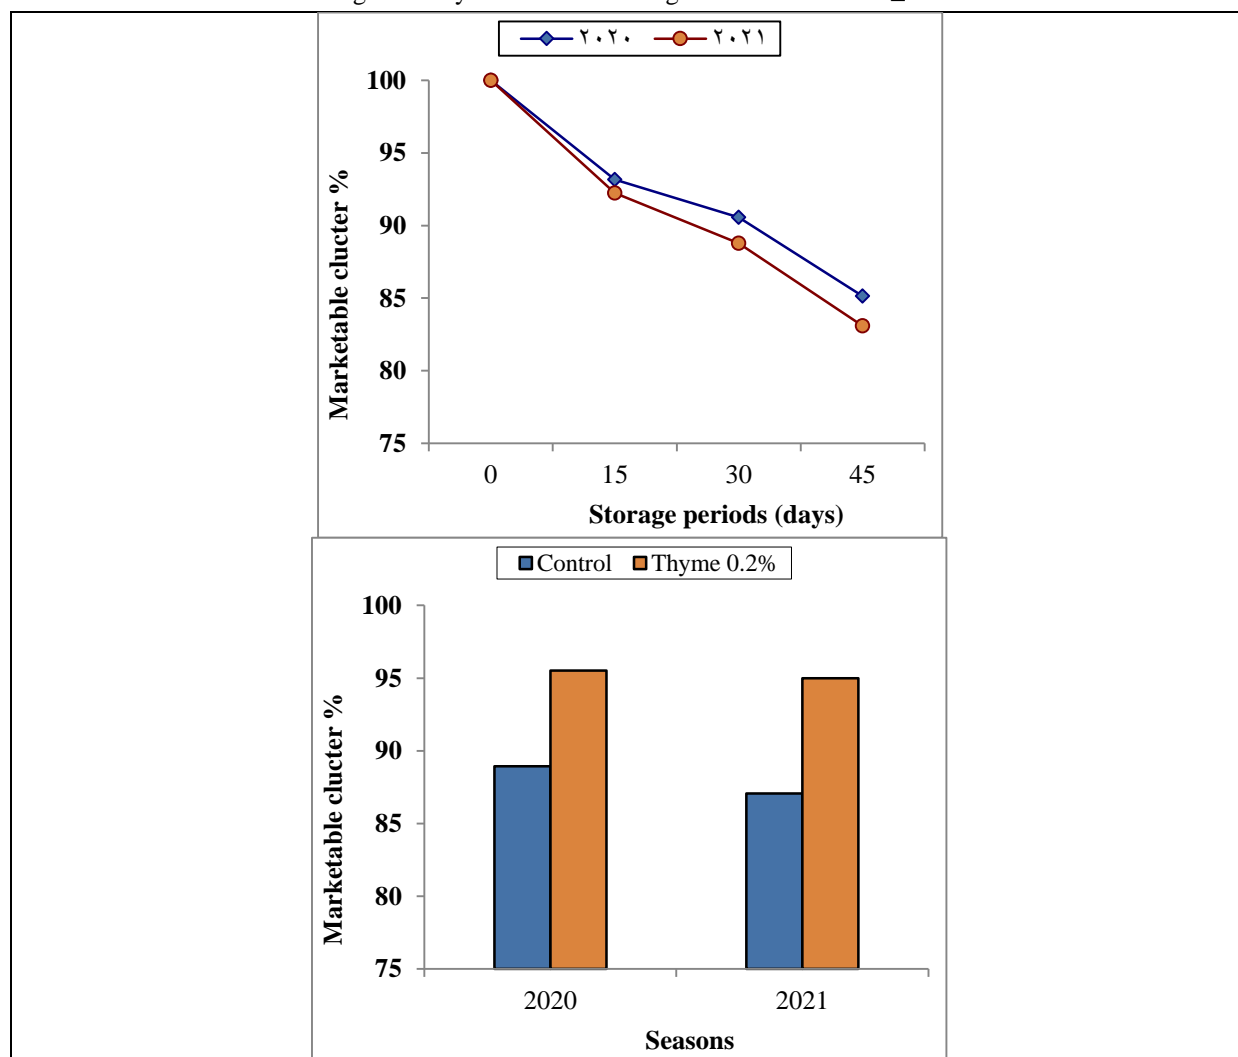 ٢٠٢٠ ٢٠٢١
100
95
90
85
80
75
Marketable clucter %
0 15 30 45
Storage periods (days)
Control Thyme 0.2%
100
95
90
85
80
75
Marketable clucter %
2020 2021
Seasons